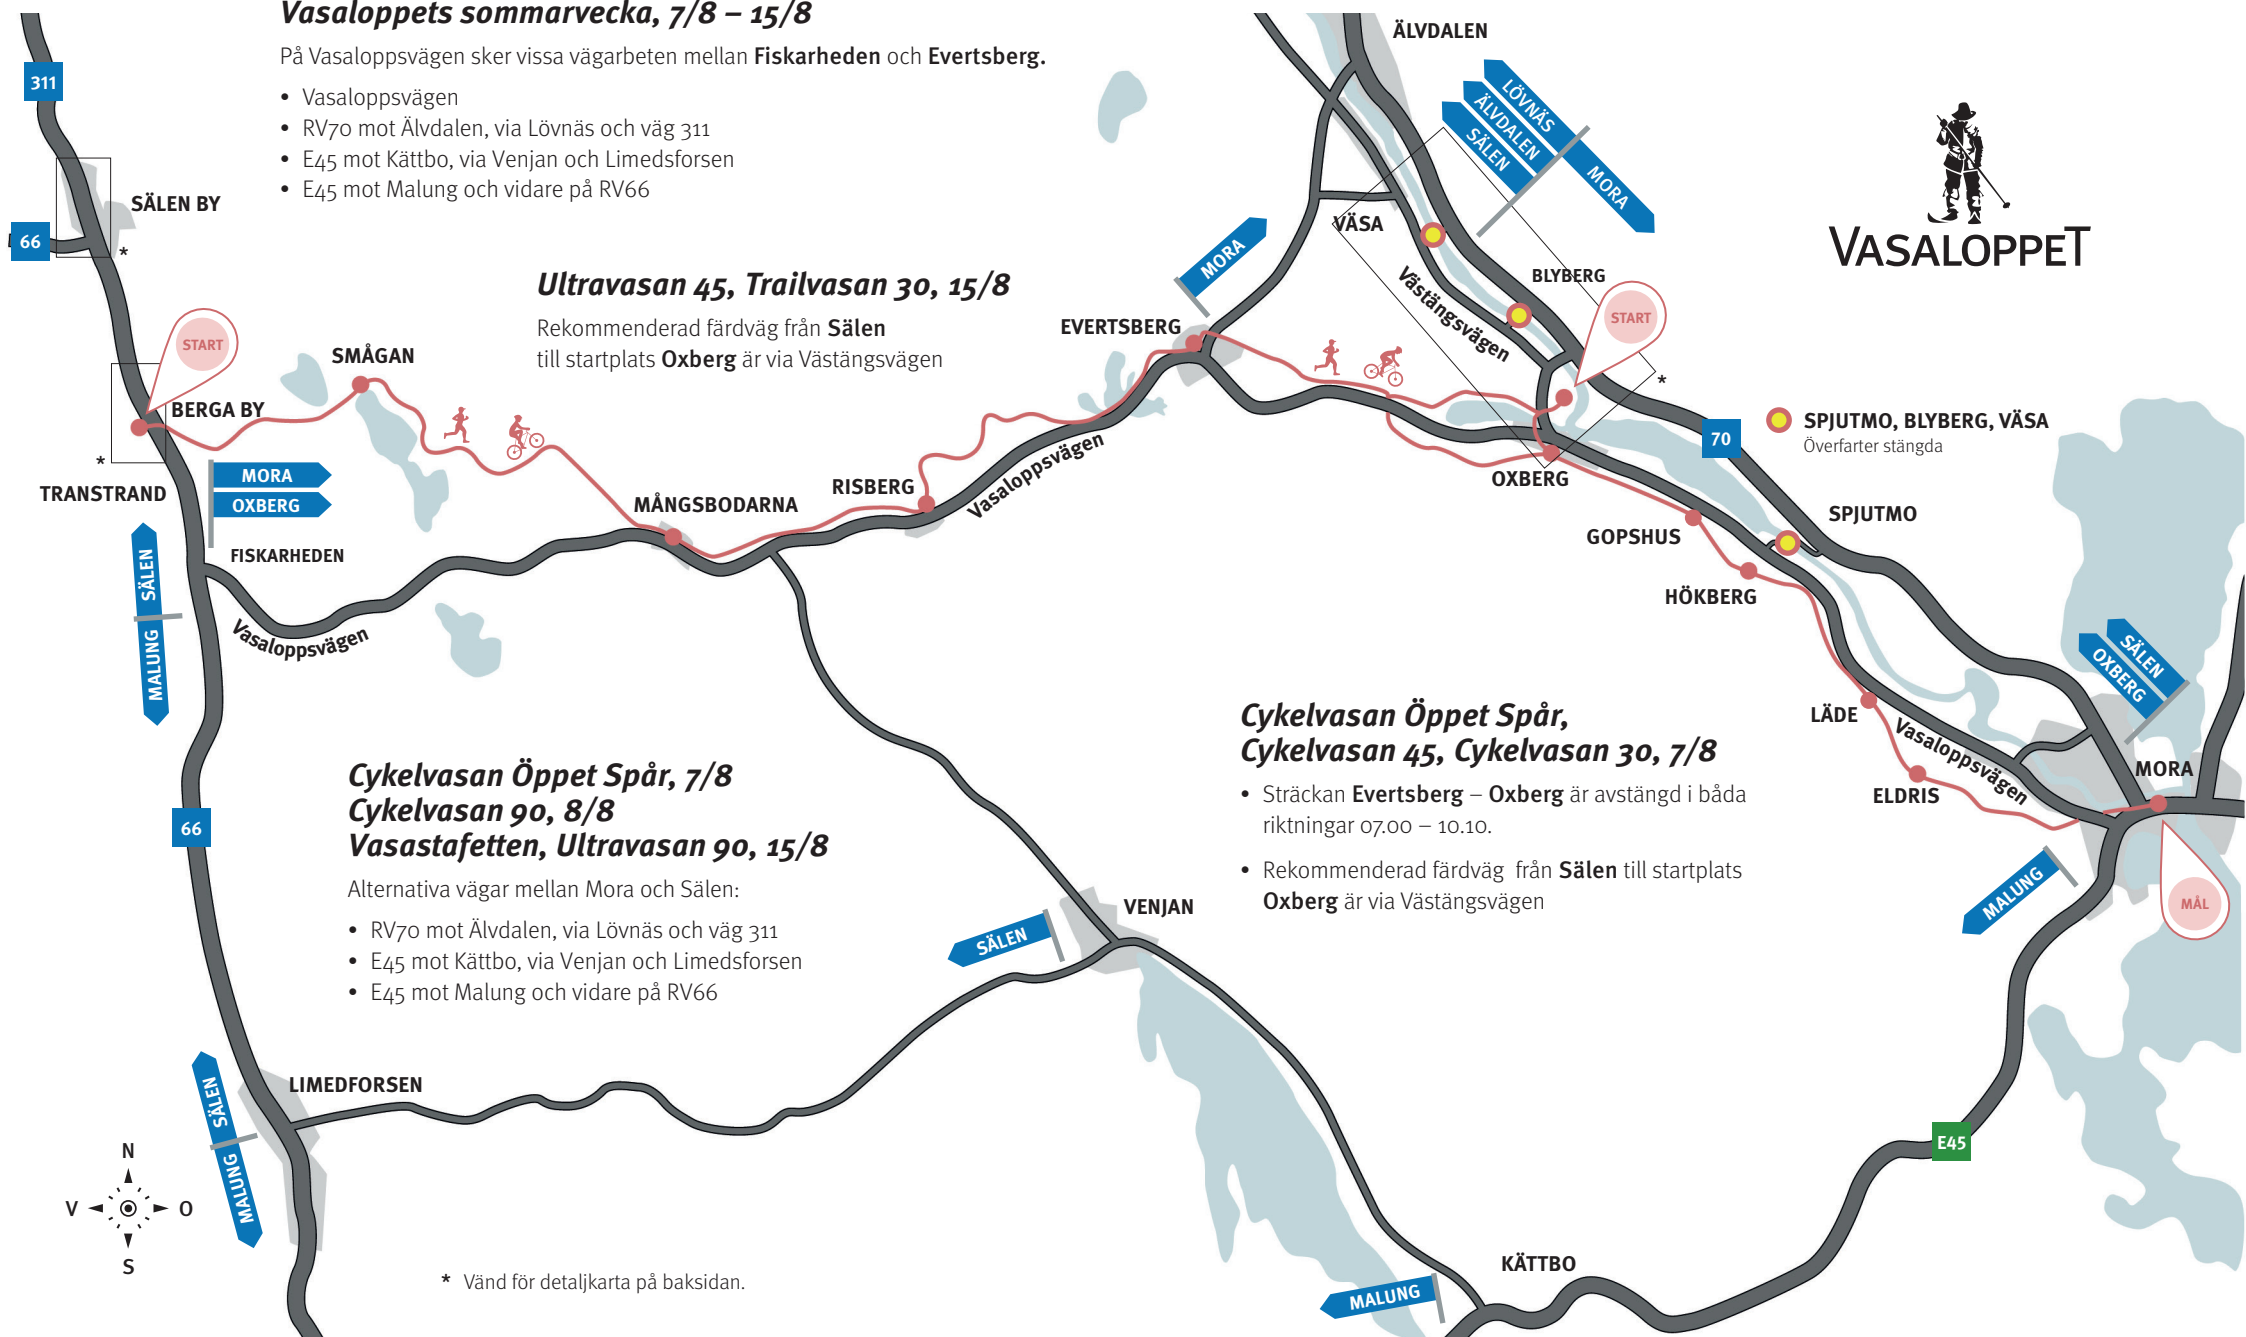 Vasaloppets sommarvecka, 7/8 – 15/8
På Vasaloppsvägen sker vissa vägarbeten mellan Fiskarheden och Evertsberg.
• Vasaloppsvägen
• RV70 mot Älvdalen, via Lövnäs och väg 311
• E45 mot Kättbo, via Venjan och Limedsforsen
• E45 mot Malung och vidare på RV66
ÄLVDALEN
311
LÖVNÄS
ÄLVDALEN
SÄLEN
MORA
VASALOPPET
SÄLEN BY
66
*
VÄSA
MORA
Västängsvägen
BLYBERG
START
Ultravasan 45, Trailvasan 30, 15/8
Rekommenderad färdväg från Sälen
till startplats Oxberg är via Västängsvägen
EVERTSBERG
START
SMÅGAN
BERGA BY
*
*
70
SPJUTMO, BLYBERG, VÄSA
Överfarter stängda
TRANSTRAND
MORA
OXBERG
MÅNGSBODARNA
RISBERG
Vasaloppsvägen
OXBERG
SPJUTMO
GOPSHUS
HÖKBERG
FISKARHEDEN
SÄLEN
MALUNG
Vasaloppsvägen
SÄLEN
OXBERG
LÄDE
Vasaloppsvägen
MORA
ELDRIS
MÅL
MALUNG
Cykelvasan Öppet Spår,
Cykelvasan 45, Cykelvasan 30, 7/8
• Sträckan Evertsberg – Oxberg är avstängd i båda
riktningar 07.00 – 10.10.
• Rekommenderad färdväg från Sälen till startplats
Oxberg är via Västängsvägen
Cykelvasan Öppet Spår, 7/8
Cykelvasan 90, 8/8
Vasastafetten, Ultravasan 90, 15/8
Alternativa vägar mellan Mora och Sälen:
• RV70 mot Älvdalen, via Lövnäs och väg 311
• E45 mot Kättbo, via Venjan och Limedsforsen
• E45 mot Malung och vidare på RV66
66
VENJAN
SÄLEN
LIMEDFORSEN
SÄLEN
MALUNG
E45
N
V
O
S
* Vänd för detaljkarta på baksidan.
KÄTTBO
MALUNG